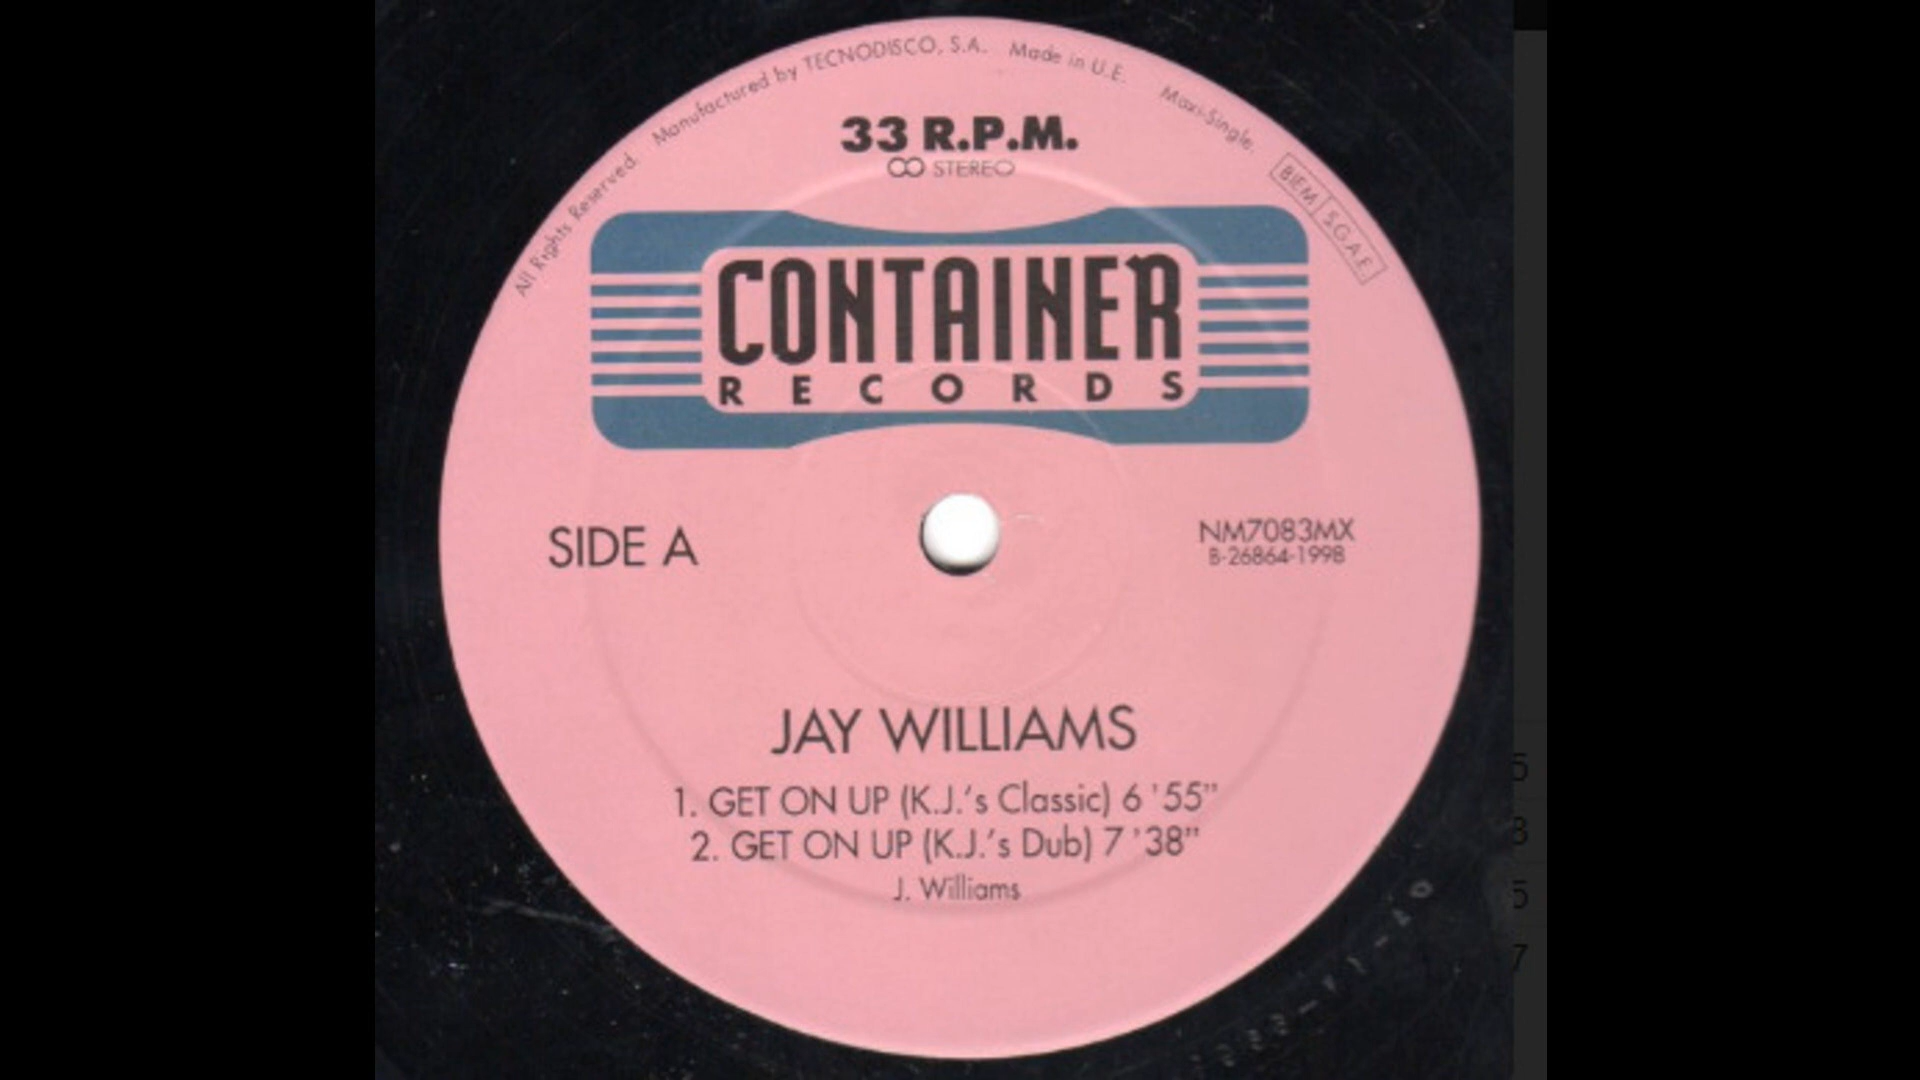 All Rights Reserved. Manufactured by TECNODISCO, S.A. Made in U.E. Maxi-Single.
BIEM S.G.A.E.
33 R.P.M.
STEREO
CONTAINER
RECORDS
SIDE A
NM7083MX
B-26864-1998
JAY WILLIAMS
1. GET ON UP (K.J.'s Classic) 6 '55"
2. GET ON UP (K.J.'s Dub) 7 '38"
J. Williams